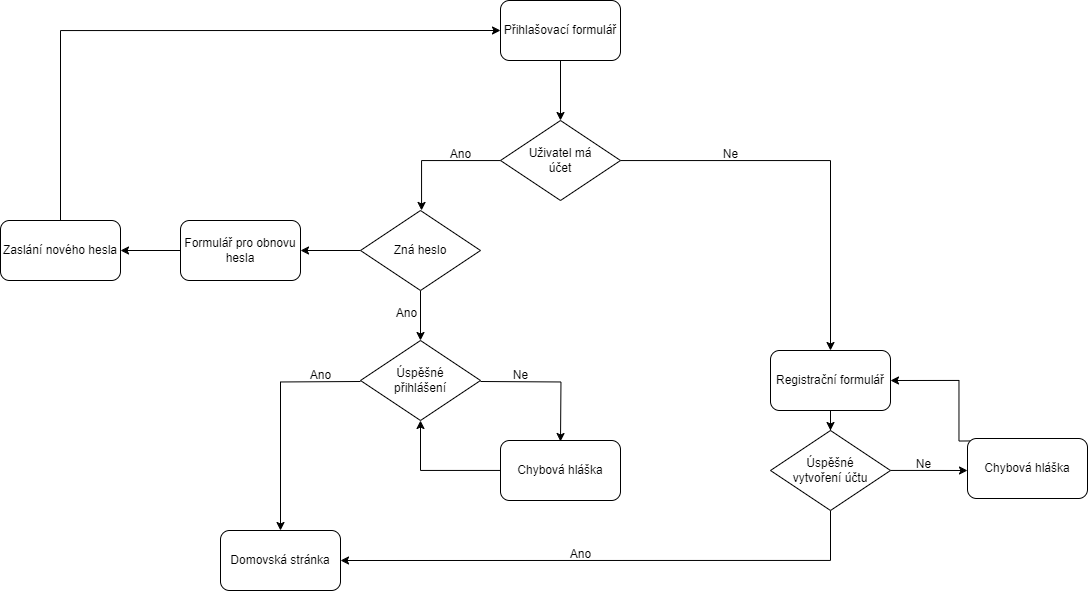 Přihlašovací formulář
Uživatel má
účet
Ano
Ne
Zná heslo
Formulář pro obnovu
hesla
Zaslání nového hesla
Ano
Úspěšné
přihlášení
Ano
Ne
Chybová hláška
Registrační formulář
Úspěšné
vytvoření účtu
Ne
Chybová hláška
Ano
Domovská stránka